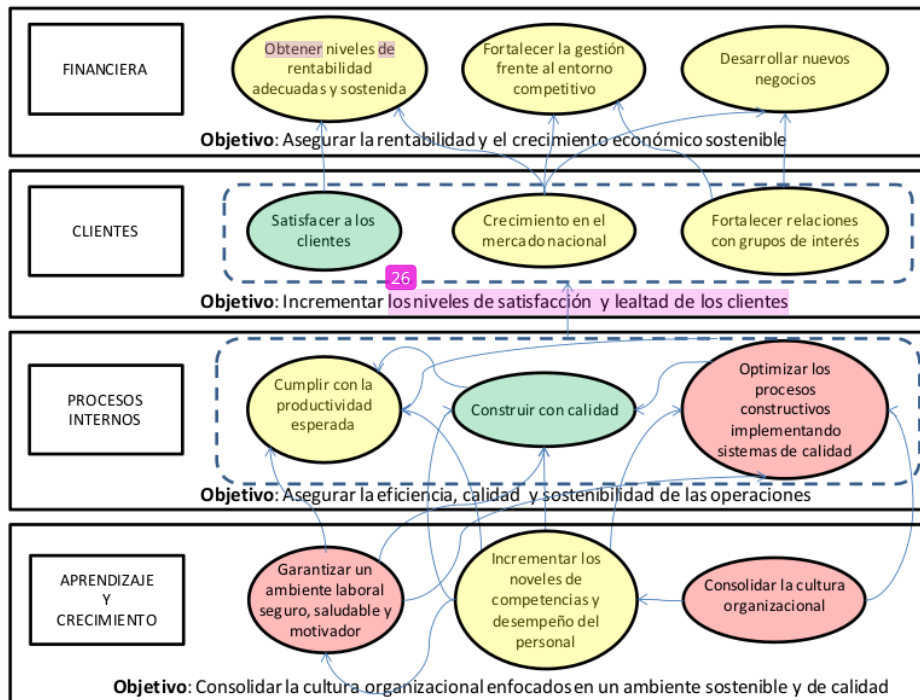 FINANCIERA
Obtener niveles de
rentabilidad
adecuadas y sostenida
Fortalecer la gestión
frente al entorno
competitivo
Desarrollar nuevos
negocios
Objetivo: Asegurar la rentabilidad y el crecimiento económico sostenible
CLIENTES
Satisfacer a los
clientes
Crecimiento en el
mercado nacional
Fortalecer relaciones
con grupos de interés
26
Objetivo: Incrementar los niveles de satisfacción y lealtad de los clientes
PROCESOS
INTERNOS
Cumplir con la
productividad
esperada
Construir con calidad
Optimizar los
procesos
constructivos
implementando
sistemas de calidad
Objetivo: Asegurar la eficiencia, calidad y sostenibilidad de las operaciones
APRENDIZAJE
Y
CRECIMIENTO
Garantizar un
ambiente laboral
seguro, saludable y
motivador
Incrementar los
noveles de
competencias y
desempeño del
personal
Consolidar la cultura
organizacional
Objetivo: Consolidar la cultura organizacional enfocados en un ambiente sostenible y de calidad